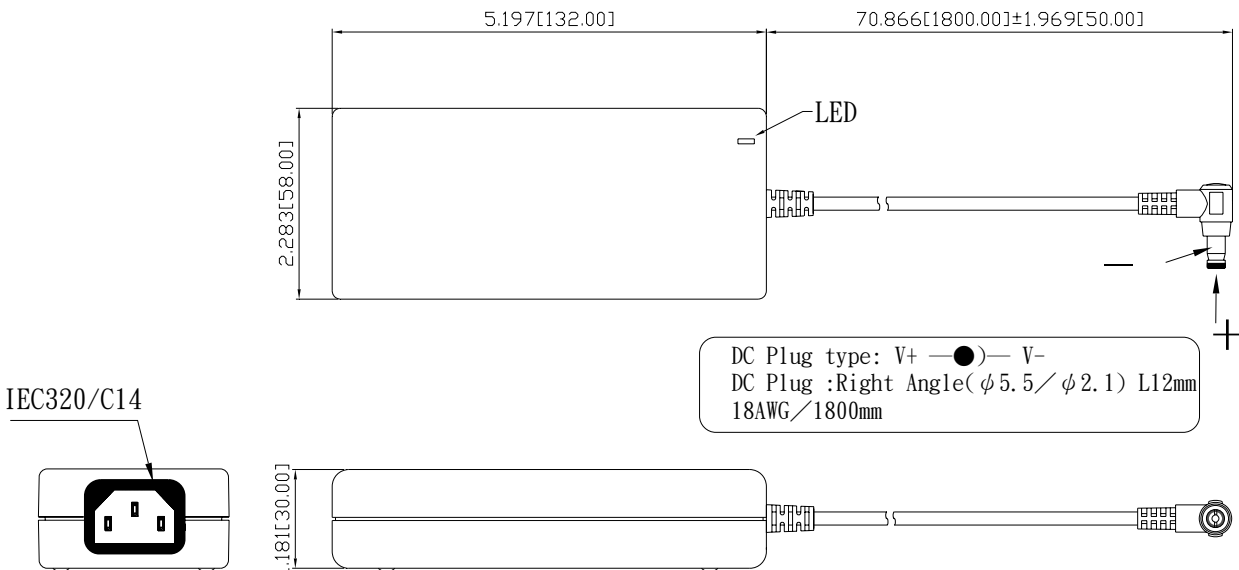 5.197[132.00]
70.866[1800.00]±1.969[50.00]
LED
2.283[58.00]
—
+
DC Plug type: V+ —●)— V-
DC Plug :Right Angle(φ5.5/φ2.1) L12mm
18AWG/1800mm
IEC320/C14
.181[30.00]